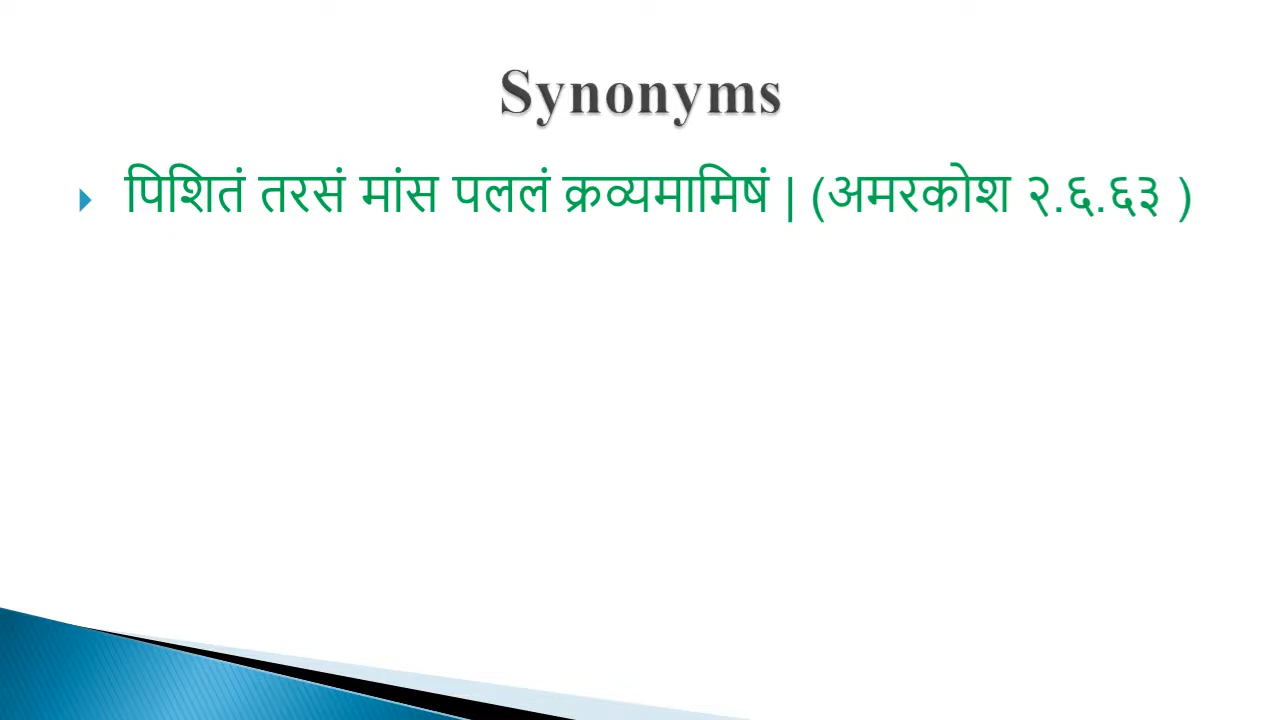 Synonyms
पिशितं तरसं मांस पललं क्रव्यमामिषं | (अमरकोश २.६.६३ )